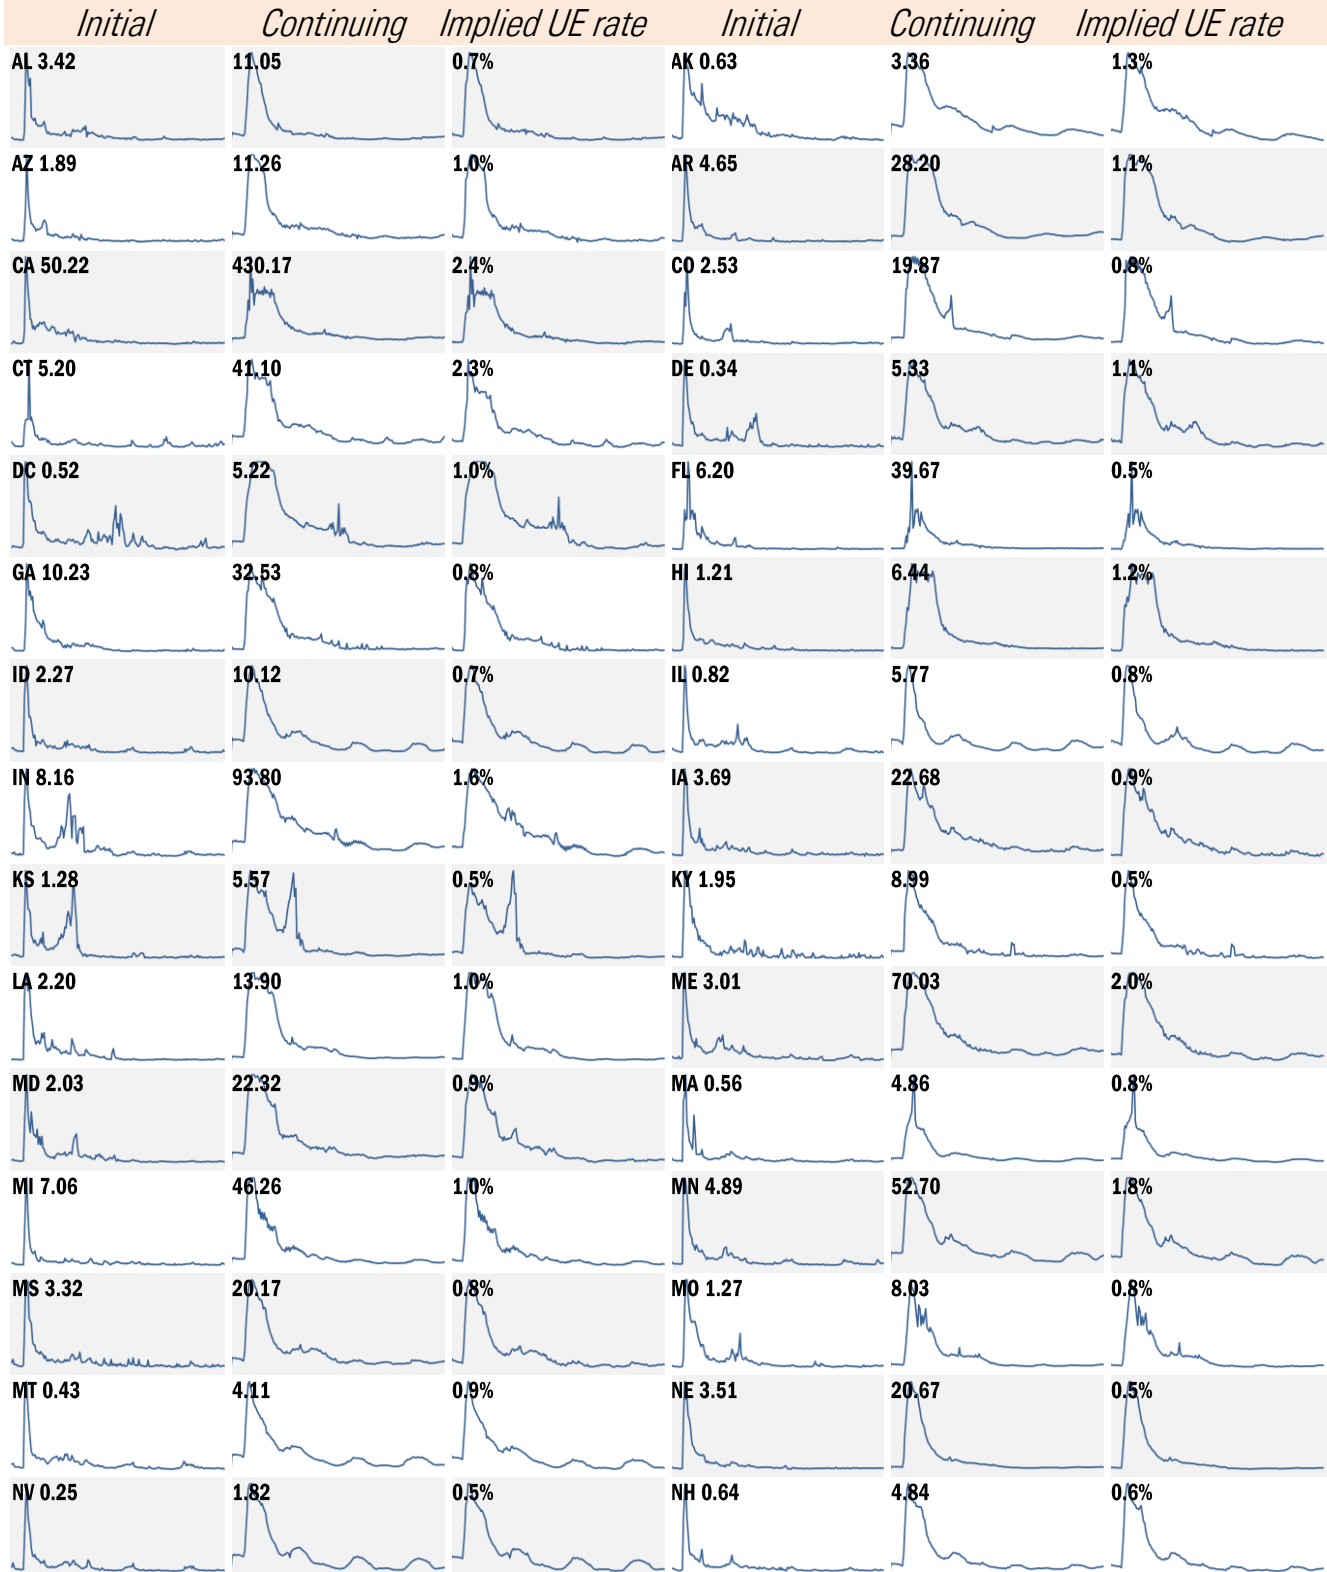 Initial Continuing Implied UE rate Initial Continuing Implied UE rate
AL 3.42 11.05 0.7% AK 0.63 3.36 1.3%
AZ 1.89 11.26 1.0% AR 4.65 28.20 1.1%
CA 50.22 430.17 2.4% CO 2.53 19.87 0.8%
CT 5.20 41.10 2.3% DE 0.34 5.33 1.1%
DC 0.52 5.22 1.0% FL 6.20 39.67 0.5%
GA 10.23 32.53 0.8% HI 1.21 6.44 1.2%
ID 2.27 10.12 0.7% IL 0.82 5.77 0.8%
IN 8.16 93.80 1.6% IA 3.69 22.68 0.9%
KS 1.28 5.57 0.5% KY 1.95 8.99 0.5%
LA 2.20 13.90 1.0% ME 3.01 70.03 2.0%
MD 2.03 22.32 0.9% MA 0.56 4.86 0.8%
MI 7.06 46.26 1.0% MN 4.89 52.70 1.8%
MS 3.32 20.17 0.8% MO 1.27 8.03 0.8%
MT 0.43 4.11 0.9% NE 3.51 20.67 0.5%
NV 0.25 1.82 0.5% NH 0.64 4.84 0.6%